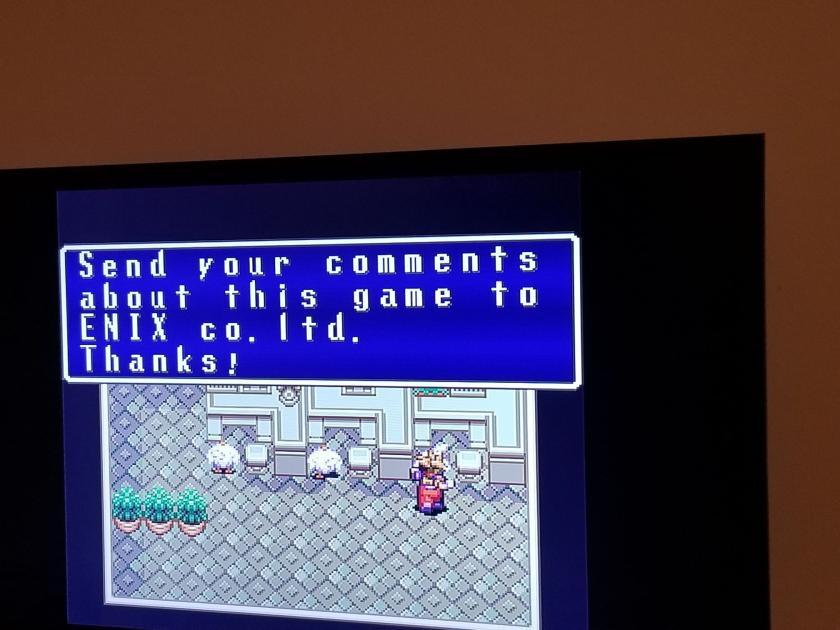 Send your comments
about this game to
ENIX co. ltd.
Thanks!